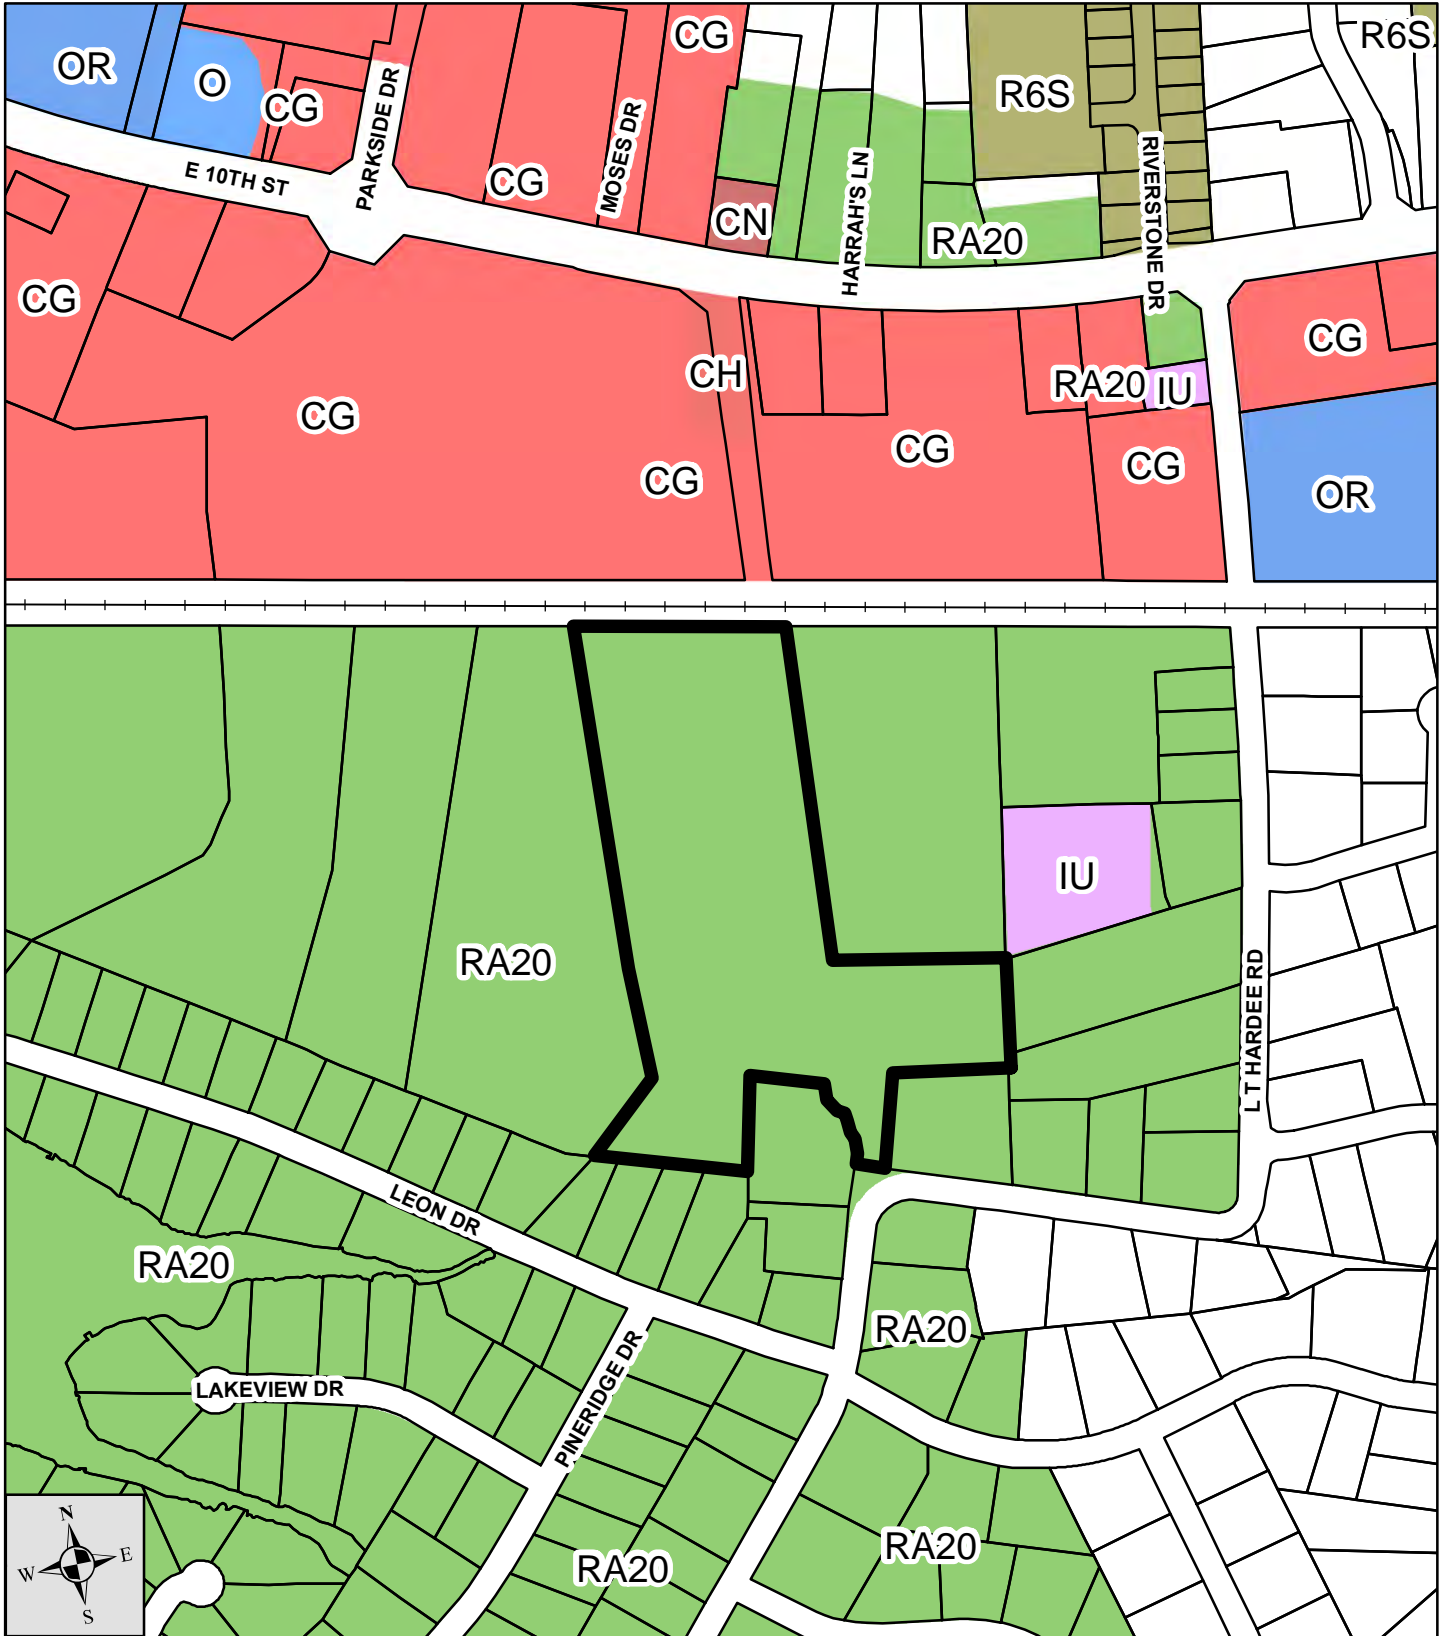 CG
R6S
OR
O
R6S
CG
PARKSIDE DR
MOSES DR
E 10TH ST
CG
RIVERSTONE DR
HARRAH'S LN
CN
RA20
CG
CG
CH
RA20
IU
CG
CG
CG
CG
OR
IU
RA20
L T HARDEE RD
LEON DR
RA20
RA20
LAKEVIEW DR
PINERIDGE DR
RA20
RA20
N
W
E
S